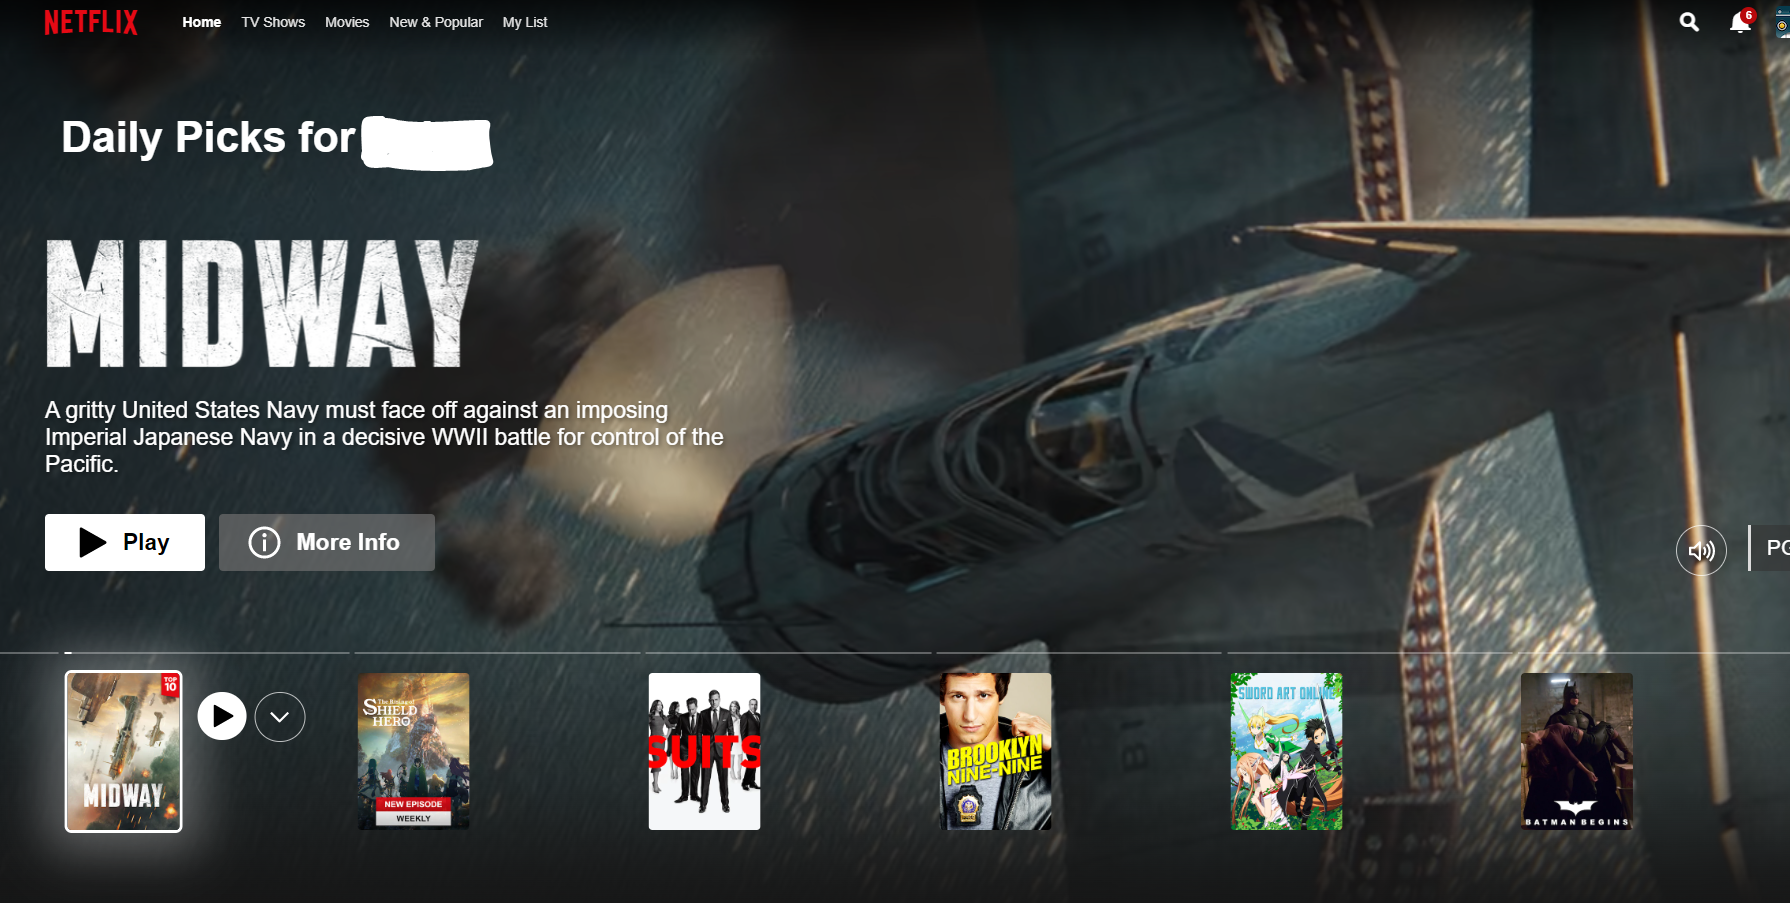 NETFLIX
Home TV Shows Movies New & Popular My List
6
Daily Picks for
MIDWAY
A gritty United States Navy must face off against an imposing
Imperial Japanese Navy in a decisive WWII battle for control of the
Pacific.
Play More Info
PG
TOP
10
MIDWAY
The Rising of
SHIELD
HERO
NEW EPISODE
WEEKLY
SUITS
BROOKLYN
NINE-NINE
SWORD ART ONLINE
BATMAN BEGINS